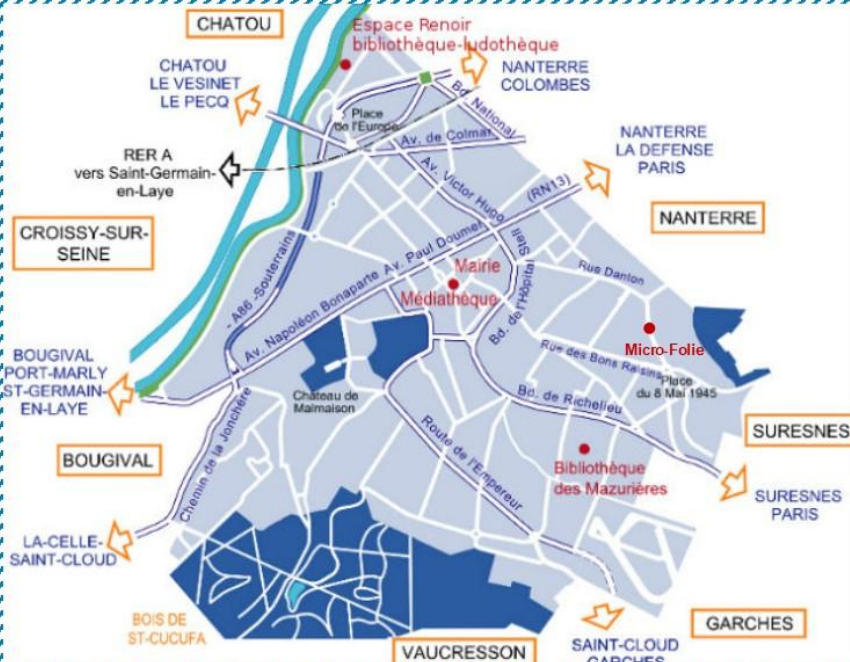 CHATOU
Espace Renoir
bibliothèque-ludothèque
CHATOU
LE VESINET
LE PECQ
NANTERRE
COLOMBES
Place
de l'Europe
Bd. National
Av. de Colmar
RER A
vers Saint-Germain-
en-Laye
NANTERRE
LA DEFENSE
PARIS
Av. Victor Hugo
(RN13)
NANTERRE
CROISSY-SUR-
SEINE
- A86 -Souterrains
Av. Napoléon Bonaparte
Av. Paul Doumer
Bd. de l'Hôpital Stell
Mairie
Médiathèque
Rue Danton
Micro-Folie
Rue des Bons Raisins
Place
du 8 Mai 1945
BOUGIVAL
PORT-MARLY
ST-GERMAIN-
EN-LAYE
Château de
Malmaison
Bd. de Richelieu
SURESNES
BOUGIVAL
Chemin de la Jonchère
Route de l'Empereur
Bibliothèque
des Mazurières
SURESNES
PARIS
LA-CELLE-
SAINT-CLOUD
BOIS DE
ST-CUCUFA
GARCHES
VAUCRESSON
SAINT-CLOUD
GARCHES